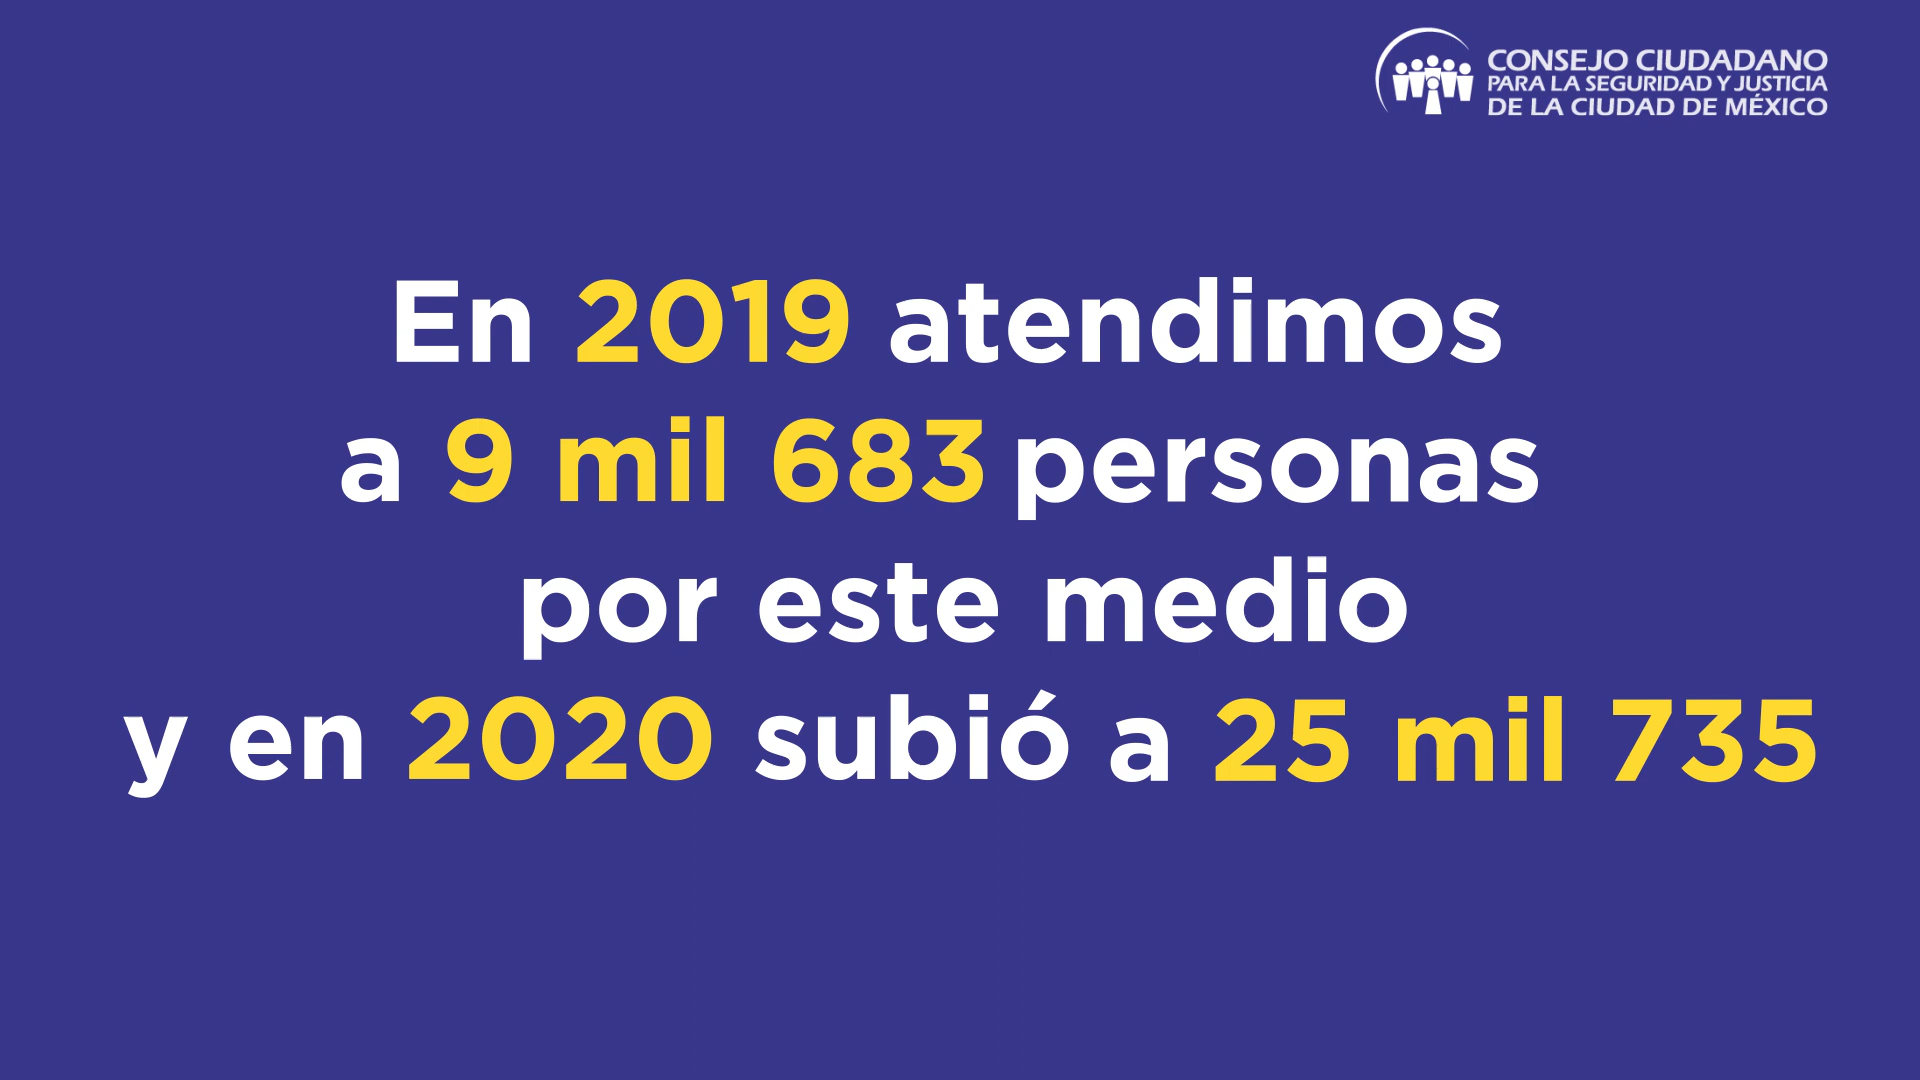 CONSEJO CIUDADANO
PARA LA SEGURIDAD Y JUSTICIA
DE LA CIUDAD DE MÉXICO
En 2019 atendimos
a 9 mil 683 personas
por este medio
y en 2020 subió a 25 mil 735